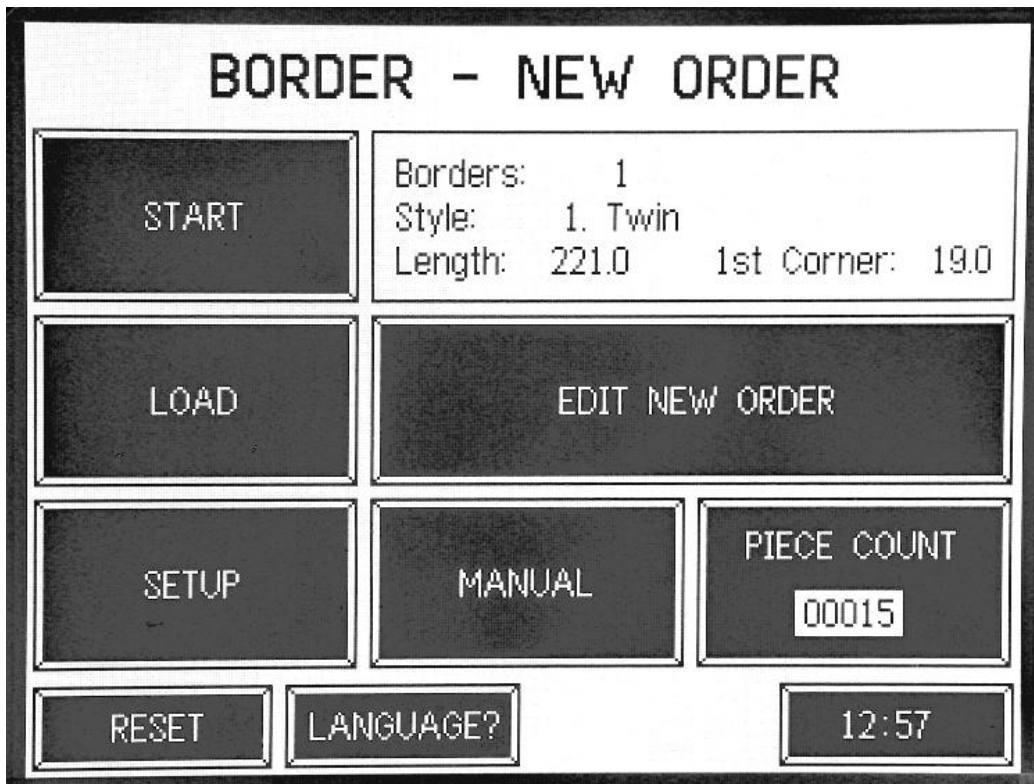 BORDER - NEW ORDER
START
Borders: 1
Style: 1. Twin
Length: 221.0 1st Corner: 19.0
LOAD
EDIT NEW ORDER
SETUP
MANUAL
PIECE COUNT
00015
RESET
LANGUAGE?
12:57